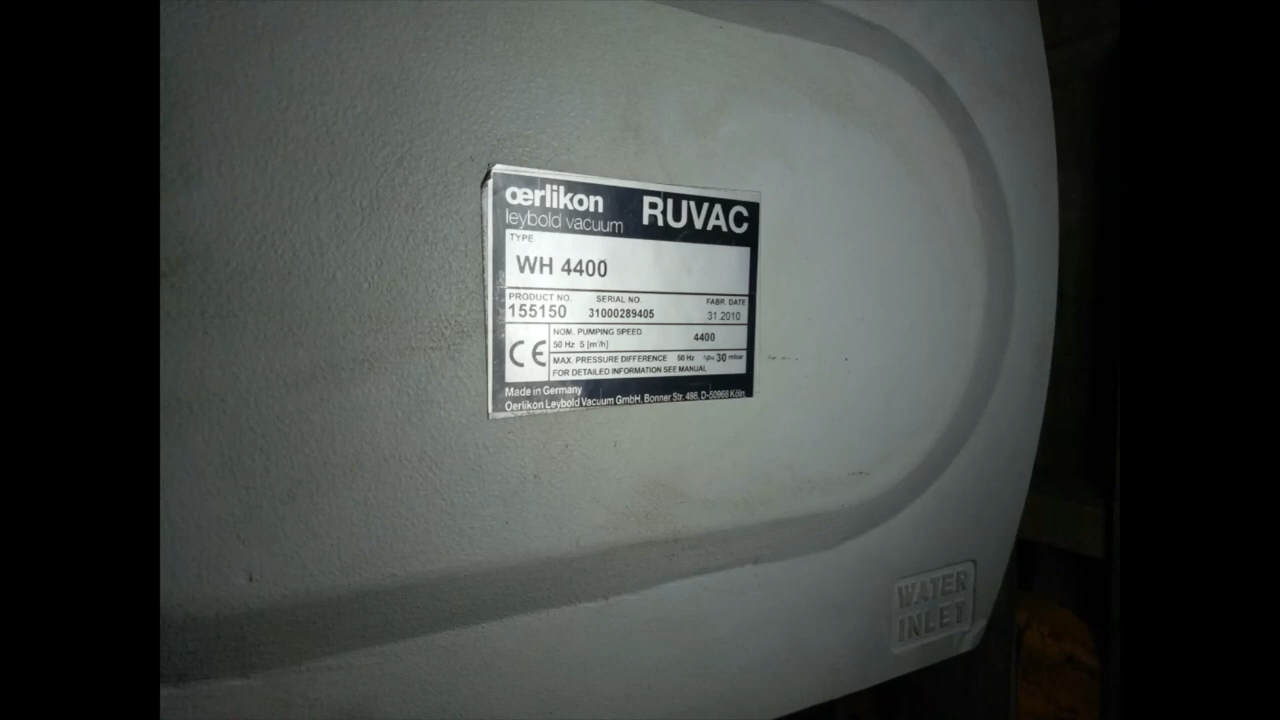 œrlikon
leybold vacuum
RUVAC
TYPE
WH 4400
PRODUCT NO. SERIAL NO. FABR. DATE
155150 31000289405 31.2010
CE
NOM. PUMPING SPEED
50 Hz S [m³/h] 4400
MAX. PRESSURE DIFFERENCE 50 Hz 30 mbar
FOR DETAILED INFORMATION SEE MANUAL
Made in Germany
Oerlikon Leybold Vacuum GmbH, Bonner Str. 498, D-50968 Köln
WATER
INLET